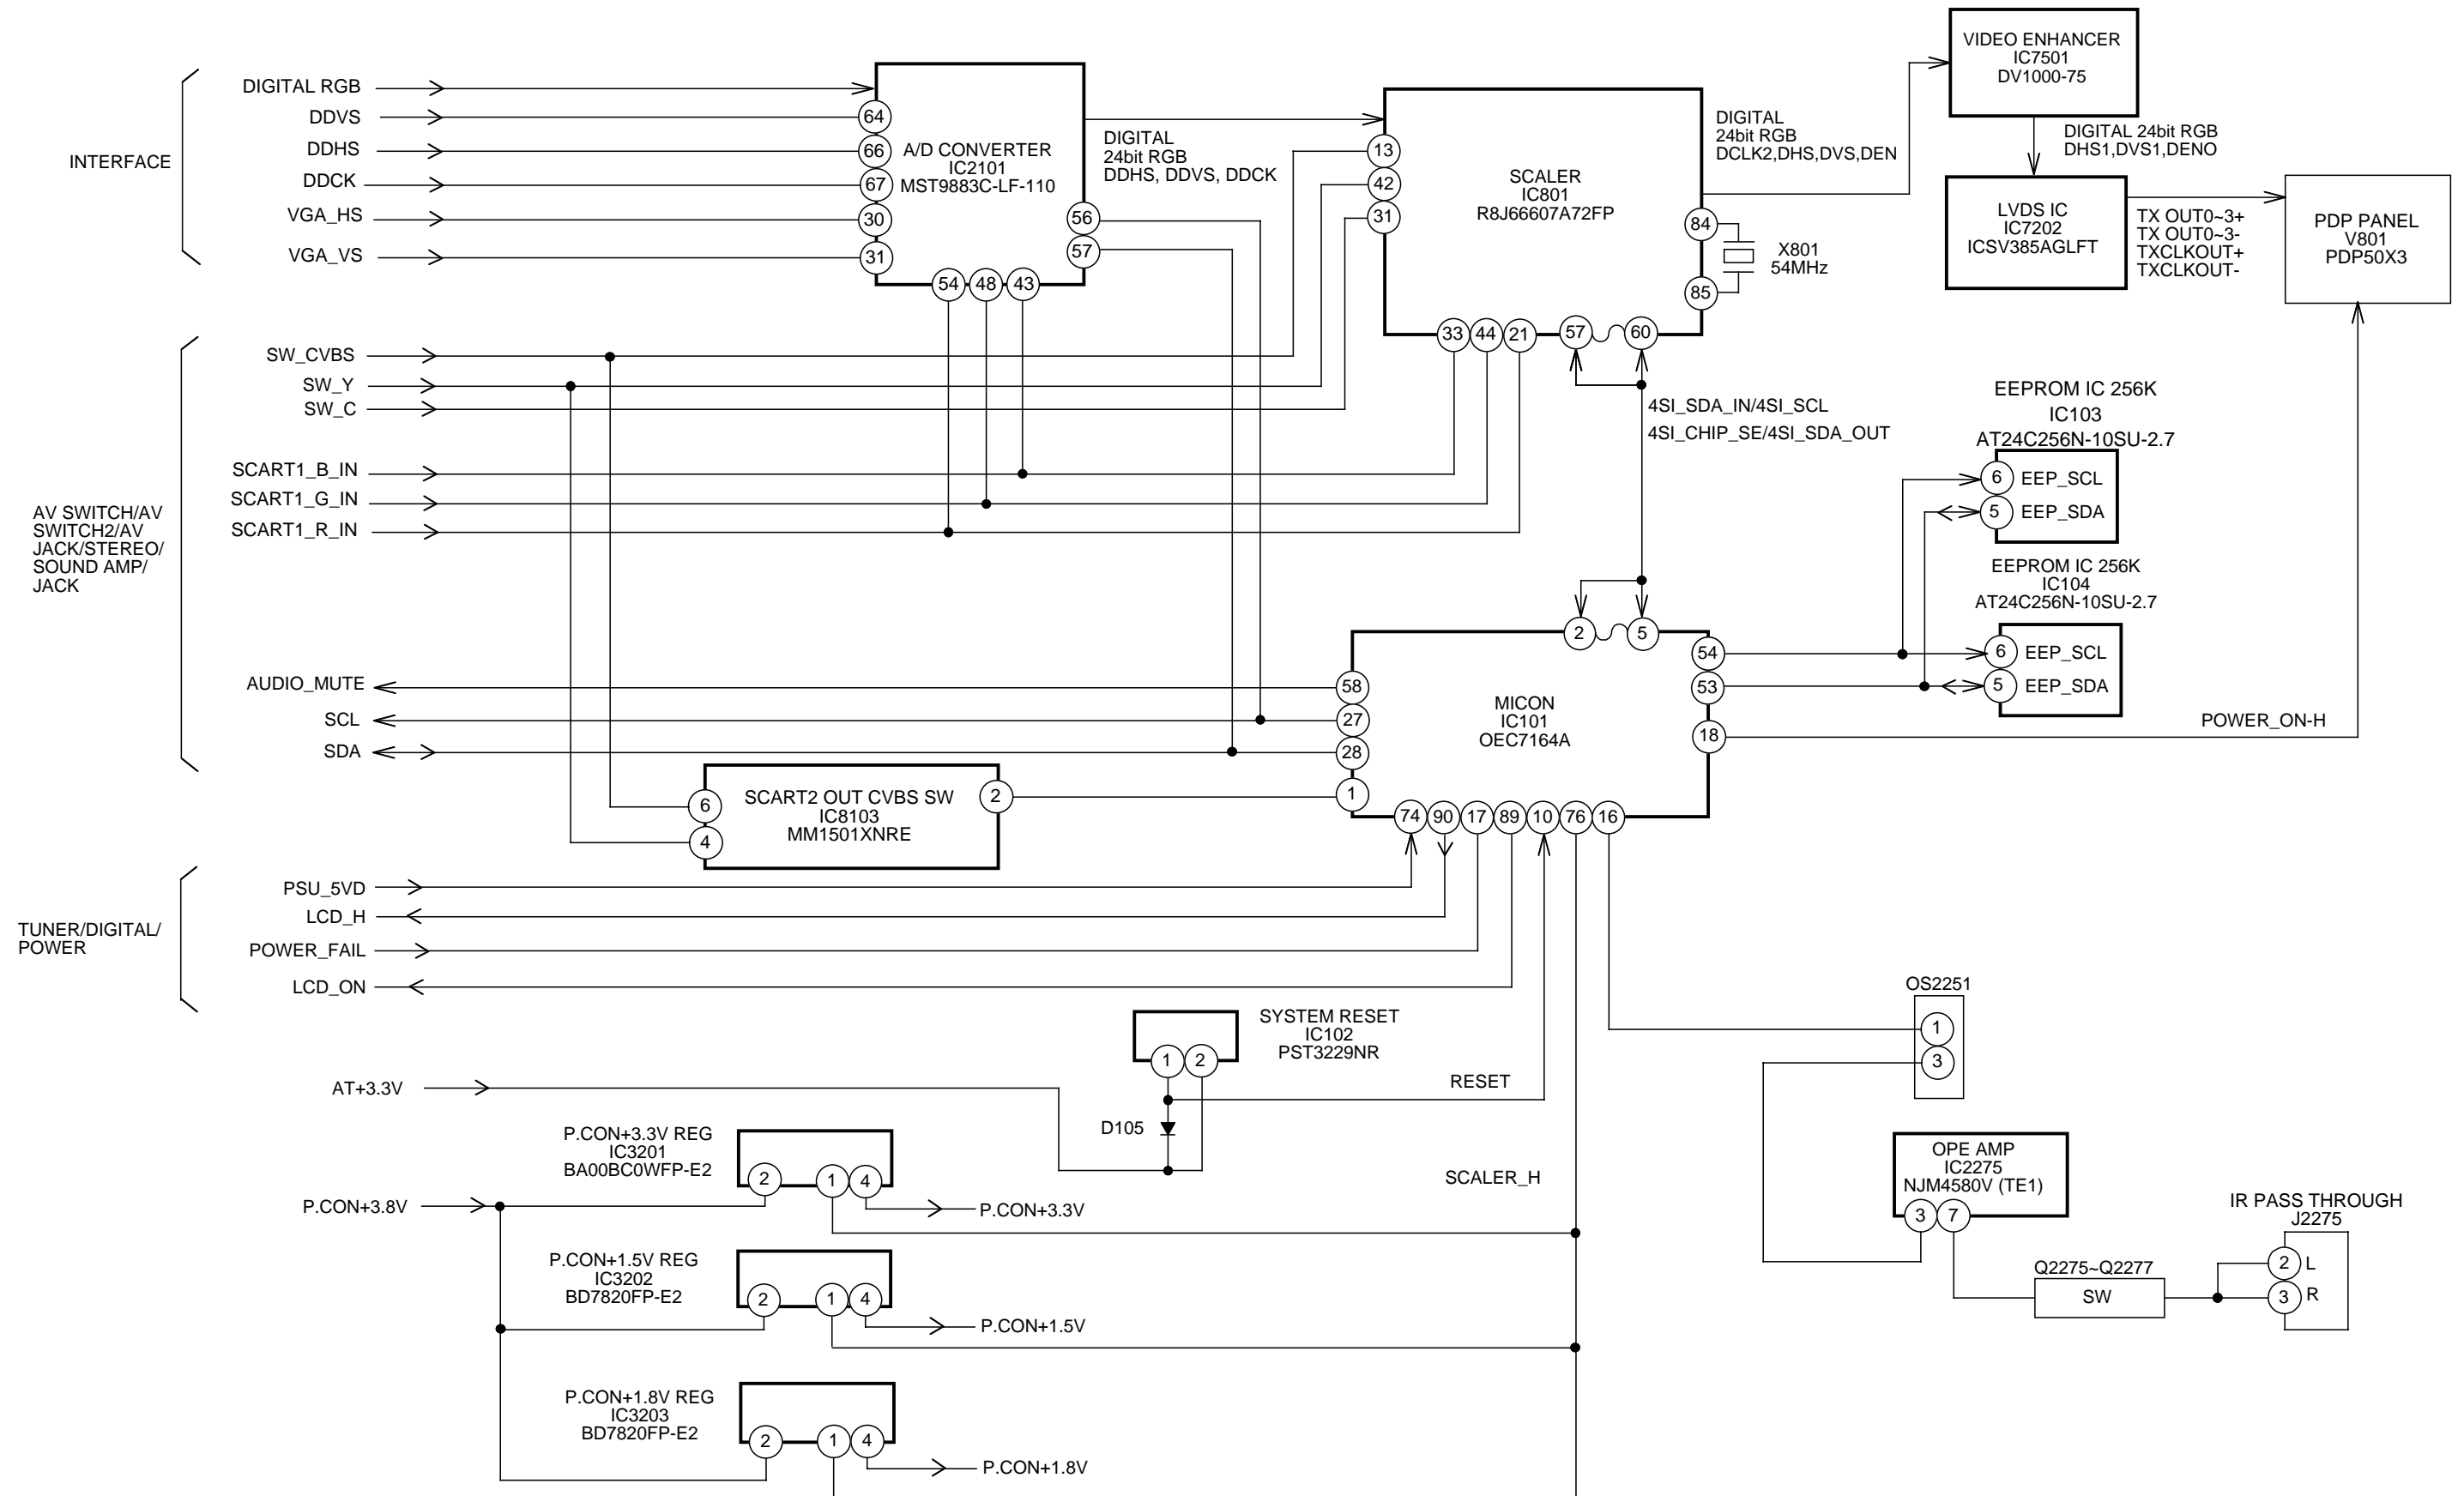 INTERFACE
DIGITAL RGB
DDVS
DDHS
DDCK
VGA_HS
VGA_VS
64
66
67
30
31
A/D CONVERTER
IC2101
MST9883C-LF-110
56
57
54
48
43
DIGITAL
24bit RGB
DDHS, DDVS, DDCK
13
42
31
SCALER
IC801
R8J66607A72FP
84
85
33
44
21
57
60
X801
54MHz
DIGITAL
24bit RGB
DCLK2,DHS,DVS,DEN
VIDEO ENHANCER
IC7501
DV1000-75
DIGITAL 24bit RGB
DHS1,DVS1,DENO
LVDS IC
IC7202
ICSV385AGLFT
TX OUT0~3+
TX OUT0~3-
TXCLKOUT+
TXCLKOUT-
PDP PANEL
V801
PDP50X3
AV SWITCH/AV
SWITCH2/AV
JACK/STEREO/
SOUND AMP/
JACK
SW_CVBS
SW_Y
SW_C
SCART1_B_IN
SCART1_G_IN
SCART1_R_IN
AUDIO_MUTE
SCL
SDA
4SI_SDA_IN/4SI_SCL
4SI_CHIP_SE/4SI_SDA_OUT
EEPROM IC 256K
IC103
AT24C256N-10SU-2.7
6
EEP_SCL
5
EEP_SDA
EEPROM IC 256K
IC104
AT24C256N-10SU-2.7
6
EEP_SCL
5
EEP_SDA
POWER_ON-H
2
5
54
53
18
58
27
28
1
MICON
IC101
OEC7164A
74
90
17
89
10
76
16
6
4
SCART2 OUT CVBS SW
IC8103
MM1501XNRE
2
TUNER/DIGITAL/
POWER
PSU_5VD
LCD_H
POWER_FAIL
LCD_ON
SYSTEM RESET
IC102
PST3229NR
1
2
RESET
D105
AT+3.3V
SCALER_H
P.CON+3.3V REG
IC3201
BA00BC0WFP-E2
2
1
4
P.CON+3.8V
P.CON+3.3V
P.CON+1.5V REG
IC3202
BD7820FP-E2
2
1
4
P.CON+1.5V
P.CON+1.8V REG
IC3203
BD7820FP-E2
2
1
4
P.CON+1.8V
OS2251
1
3
OPE AMP
IC2275
NJM4580V (TE1)
3
7
Q2275~Q2277
SW
IR PASS THROUGH
J2275
2
L
3
R